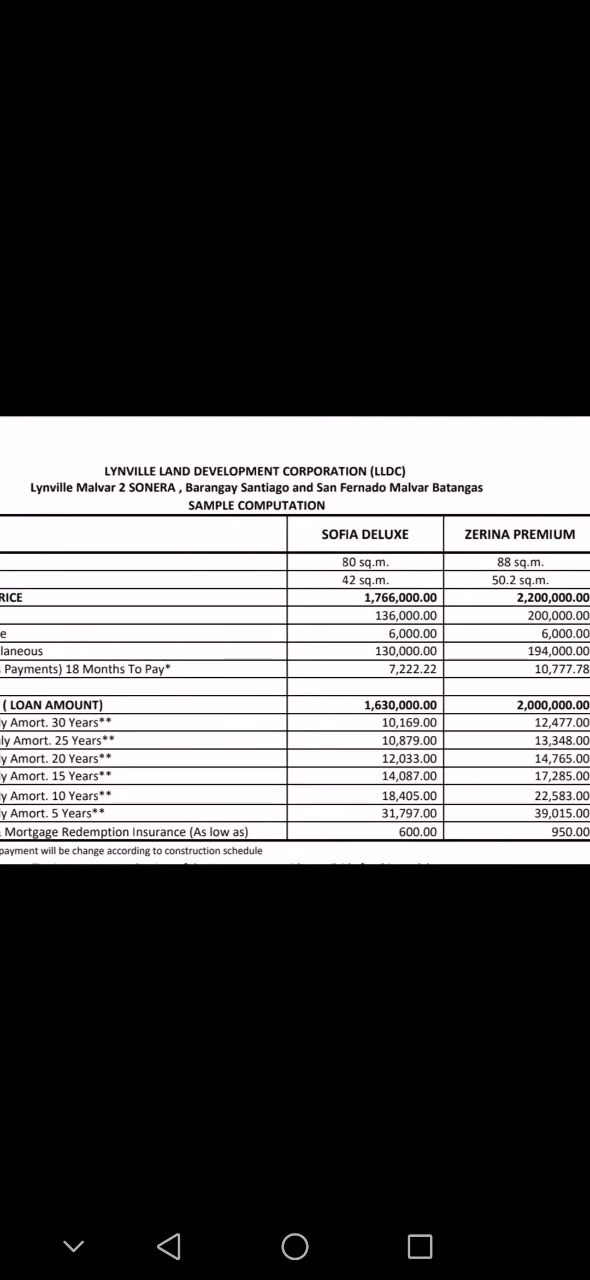 LYNVILLE LAND DEVELOPMENT CORPORATION (LLDC)
Lynville Malvar 2 SONERA , Barangay Santiago and San Fernado Malvar Batangas
SAMPLE COMPUTATION
SOFIA DELUXE ZERINA PREMIUM
80 sq.m. 88 sq.m.
42 sq.m. 50.2 sq.m.
RICE 1,766,000.00 2,200,000.00
136,000.00 200,000.00
e 6,000.00 6,000.00
laneous 130,000.00 194,000.00
s Payments) 18 Months To Pay* 7,222.22 10,777.78
( LOAN AMOUNT) 1,630,000.00 2,000,000.00
ly Amort. 30 Years** 10,169.00 12,477.00
ly Amort. 25 Years** 10,879.00 13,348.00
ly Amort. 20 Years** 12,033.00 14,765.00
ly Amort. 15 Years** 14,087.00 17,285.00
ly Amort. 10 Years** 18,405.00 22,583.00
ly Amort. 5 Years** 31,797.00 39,015.00
Mortgage Redemption Insurance (As low as) 600.00 950.00
payment will be change according to construction schedule